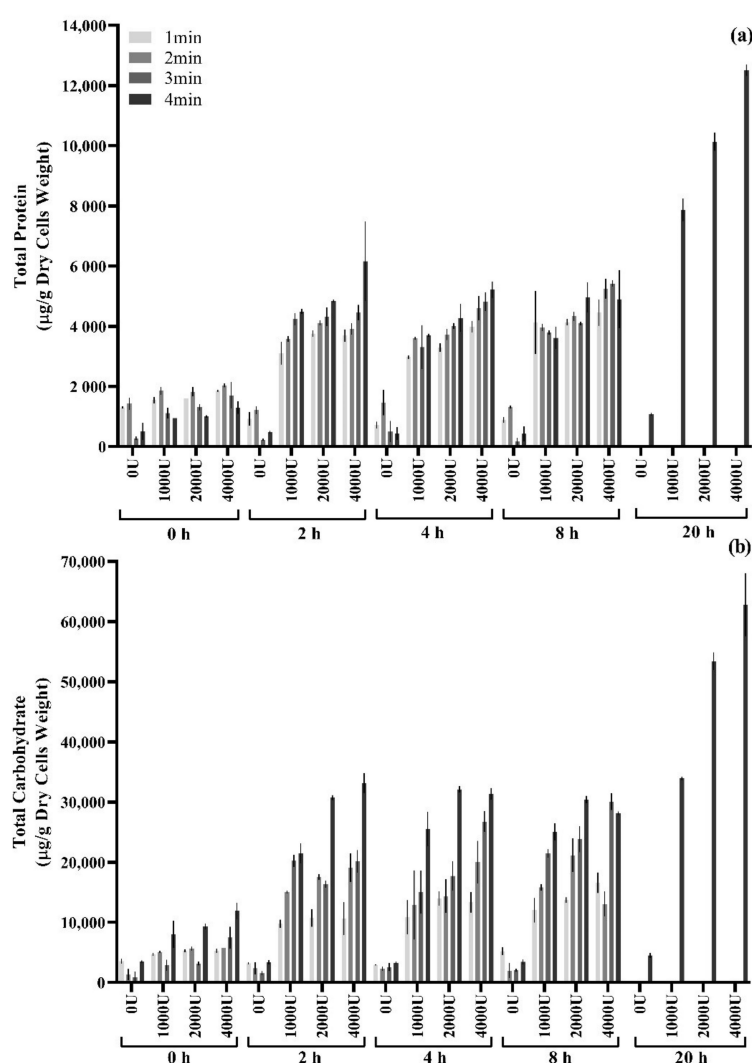 (a)
1min
2min
3min
4min
Total Protein
(µg/g Dry Cells Weight)
14,000
12,000
10,000
8 000
6 000
4 000
2 000
0
0U 1000U 2000U 4000U 0U 1000U 2000U 4000U 0U 1000U 2000U 4000U 0U 1000U 2000U 4000U 0U 1000U 2000U 4000U
0 h 2 h 4 h 8 h 20 h
(b)
Total Carbohydrate
(µg/g Dry Cells Weight)
70,000
60,000
50,000
40,000
30,000
20,000
10,000
0
0U 1000U 2000U 4000U 0U 1000U 2000U 4000U 0U 1000U 2000U 4000U 0U 1000U 2000U 4000U 0U 1000U 2000U 4000U
0 h 2 h 4 h 8 h 20 h